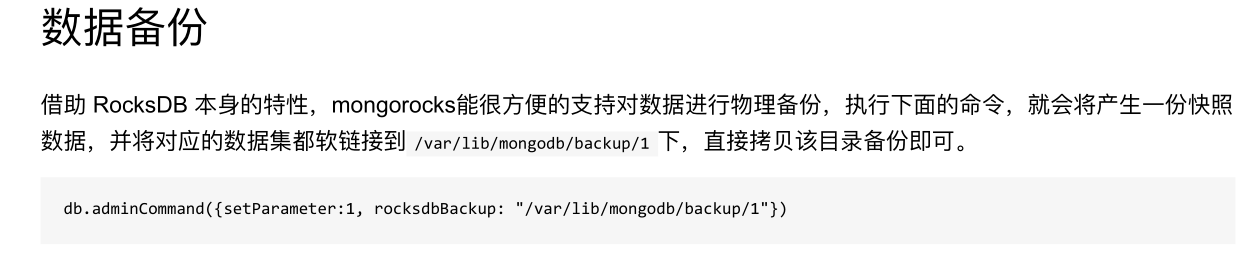 数据备份
借助 RocksDB 本身的特性，mongorocks能很方便的支持对数据进行物理备份，执行下面的命令，就会将产生一份快照
数据，并将对应的数据集都软链接到 /var/lib/mongodb/backup/1 下，直接拷贝该目录备份即可。
db.adminCommand({setParameter:1, rocksdbBackup: "/var/lib/mongodb/backup/1"})